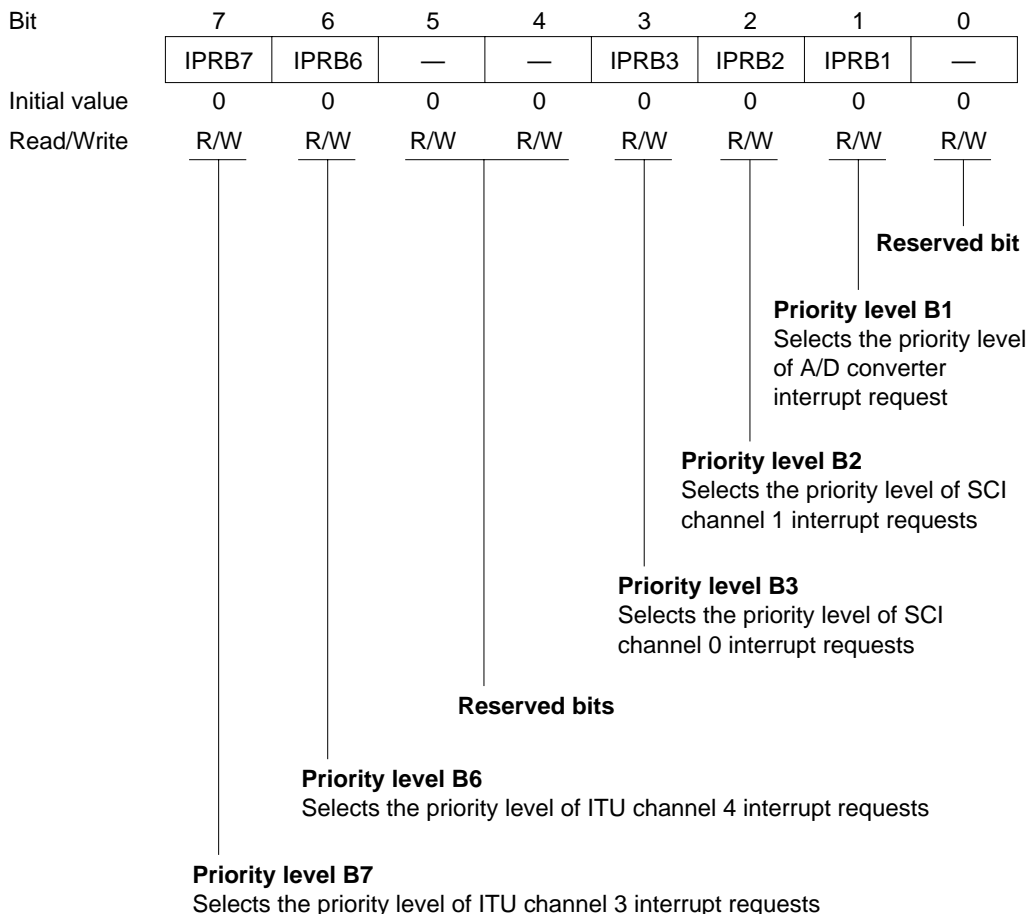 Bit 7 6 5 4 3 2 1 0
IPRB7 IPRB6 — — IPRB3 IPRB2 IPRB1 —
Initial value 0 0 0 0 0 0 0 0
Read/Write R/W R/W R/W R/W R/W R/W R/W R/W
Reserved bit
Priority level B1
Selects the priority level
of A/D converter
interrupt request
Priority level B2
Selects the priority level of SCI
channel 1 interrupt requests
Priority level B3
Selects the priority level of SCI
channel 0 interrupt requests
Reserved bits
Priority level B6
Selects the priority level of ITU channel 4 interrupt requests
Priority level B7
Selects the priority level of ITU channel 3 interrupt requests